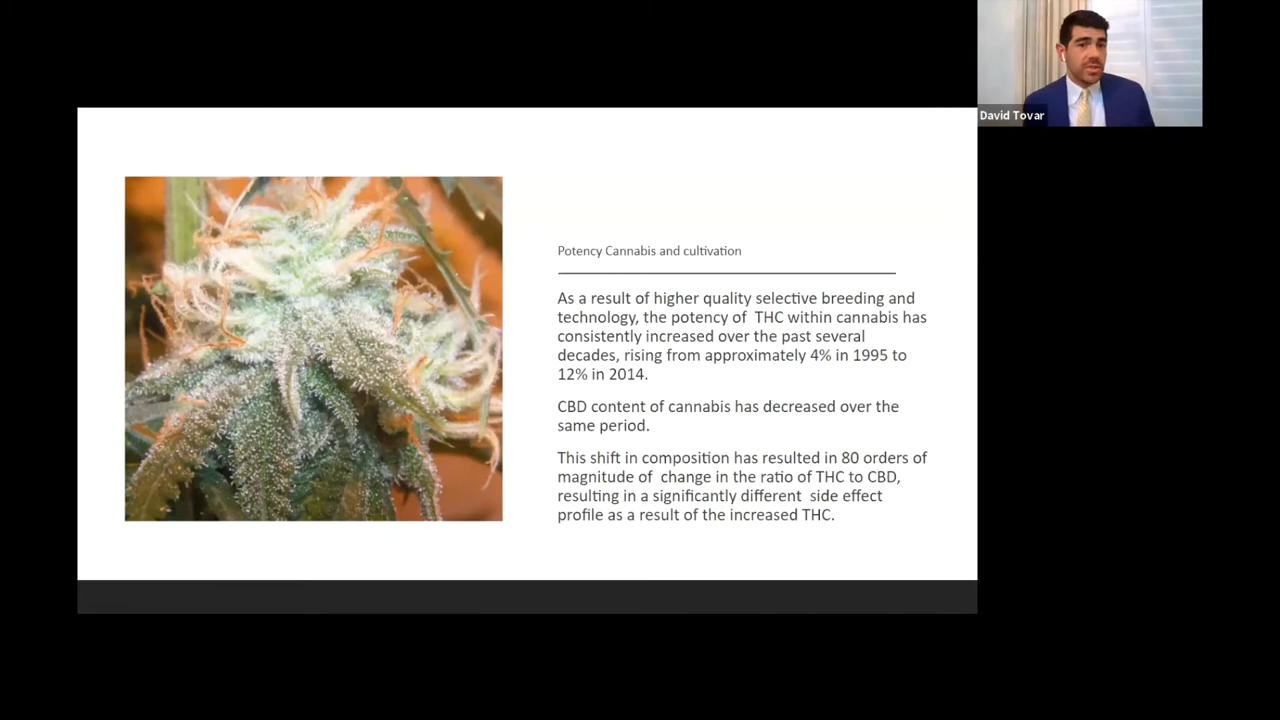 David Tovar
Potency Cannabis and cultivation
As a result of higher quality selective breeding and
technology, the potency of  THC within cannabis has
consistently increased over the past several
decades, rising from approximately 4% in 1995 to
12% in 2014.
CBD content of cannabis has decreased over the
same period.
This shift in composition has resulted in 80 orders of
magnitude of  change in the ratio of THC to CBD,
resulting in a significantly different  side effect
profile as a result of the increased THC.